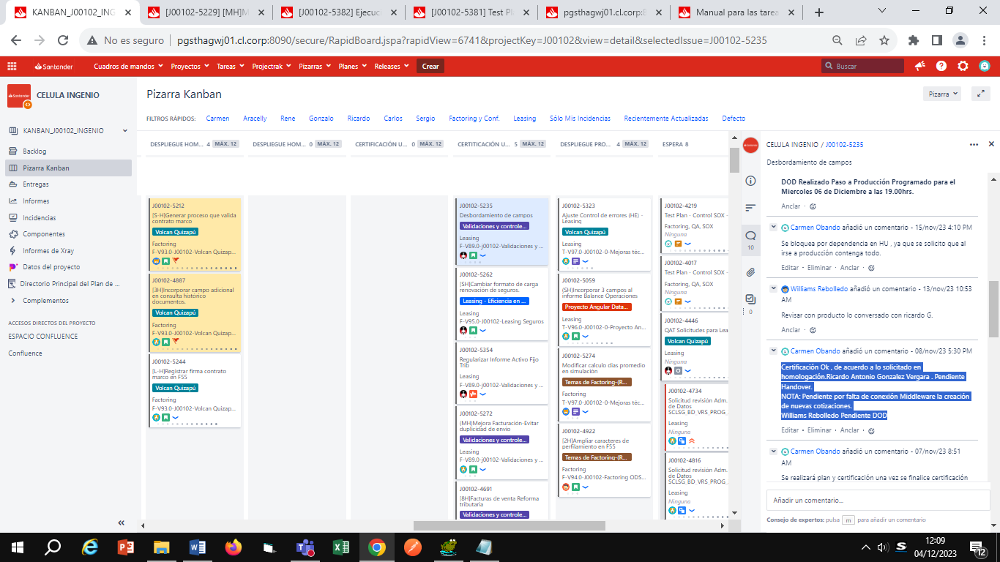 KANBAN_J00102_INGE
[J00102-5229] [MH]M
[J00102-5382] Ejecuc
[J00102-5381] Test Pl
pgsthagwj01.cl.corp:8
Manual para las tarea
No es seguro
pgsthagwj01.cl.corp:8090/secure/RapidBoard.jspa?rapidView=6741&projectKey=J00102&view=detail&selectedIssue=J00102-5235
Santander
Cuadros de mandos
Proyectos
Tareas
Projectrak
Pizarras
Planes
Releases
Crear
Buscar
CELULA INGENIO
KANBAN_J00102_INGENIO
Backlog
Pizarra Kanban
Entregas
Informes
Incidencias
Componentes
Informes de Xray
Datos del proyecto
Directorio Principal del Plan de ...
Complementos
ACCESOS DIRECTOS DEL PROYECTO
ESPACIO CONFLUENCE
Confluence
Pizarra Kanban
Pizarra
FILTROS RÁPIDOS:
Carmen
Aracelly
Rene
Gonzalo
Ricardo
Carlos
Sergio
Factoring y Conf.
Leasing
Sólo Mis Incidencias
Recientemente Actualizadas
Defecto
DESPLIEGUE HOM... 4 MÁX. 12
DESPLIEGUE HOM... 0 MÁX. 12
CERTIFICACIÓN U... 0 MÁX. 12
CERTITICACIÓN U... 5 MÁX. 12
DESPLIEGUE PRO... 4 MÁX. 12
ESPERA 8
J00102-5212
[S-H]Generar proceso que valida
contrato marco
Volcan Quizapú
Factoring
F-V93.0-J00102-Volcan Quizap...
J00102-4887
[3H]Incorporar campo adicional
en consulta histórico
documentos.
Volcan Quizapú
Factoring
F-V93.0-J00102-Volcan Quizap...
J00102-5244
[L-H]Registrar firma contrato
marco en FSS
Volcan Quizapú
Factoring
F-V93.0-J00102-Volcan Quizap...
J00102-5235
Desbordamiento de campos
Validaciones y controle...
Leasing
F-V89.0-j00102-Validaciones y ...
J00102-5262
[SH]Cambiar formato de carga
renovación de seguros.
Leasing - Eficiencia en ...
Leasing
F-V95.0-J00102-Leasing Seguros
J00102-5354
Regularizar Informe Activo Fijo
Trib
Leasing
F-V89.0-j00102-Validaciones y ...
J00102-5272
(MH)Mejora Facturación-Evitar
duplicidad de envio
Validaciones y controle...
Leasing
F-V89.0-j00102-Validaciones y ...
J00102-4691
[8H]Facturas de venta Reforma
tributaria
Validaciones y controle...
J00102-5323
Ajuste Control de errores (HE) -
Leasing
Volcan Quizapú
Leasing
T-V97.0-J00102-0-Mejoras téc...
J00102-5059
(SH)Incorporar 3 campos al
informe Balance Operaciones
Proyecto Angular Data...
Leasing
T-V96.0-J00102-0-Proyecto An...
J00102-5274
Modificar calculo dias promedio
en simulación
Temas de Factoring-(R...
Factoring
T-V97.0-J00102-0-Mejoras téc...
J00102-4922
[2H]Ampliar caracteres de
perfilamiento en FSS
Temas de Factoring-(R...
Factoring
F-V94.0-J00102-Factoring ODS...
J00102-4219
Test Plan - Control SOX -
Factoring, QA, SOX
Ninguna
J00102-4017
Test Plan - Control SOX -
Factoring, QA, SOX
Ninguna
J00102-4446
QAT Solicitudes para Lea
Volcan Quizapú
Leasing
Ninguna
J00102-4734
Solicitud revisión Adm.
de Datos
SCLSG_BD_VRS_PROG_
Leasing
Ninguna
J00102-4816
Solicitud revisión Adm.
de Datos
SCLSG_BD_VRS_PROG_
Leasing
Ninguna
CELULA INGENIO / J00102-5235
Desbordamiento de campos
10
0
DOD Realizado Paso a Producción Programado para el
Miercoles 06 de Diciembre a las 19.00hrs.
Anclar ·
Carmen Obando añadió un comentario - 15/nov/23 4:10 PM
Se bloquea por dependencia en HU , ya que se solicito que al
irse a producción contenga todo.
Editar · Eliminar · Anclar ·
Williams Rebolledo añadió un comentario - 13/nov/23 10:53
AM
Revisar con producto lo conversado con ricardo G.
Anclar ·
Carmen Obando añadió un comentario - 08/nov/23 5:30 PM
Certificación Ok , de acuerdo a lo solicitado en
homologación.Ricardo Antonio Gonzalez Vergara . Pendiente
Handover.
NOTA: Pendiente por falta de conexión Middleware la creación
de nuevas cotizaciones.
Williams Rebolledo Pendiente DOD
Editar · Eliminar · Anclar ·
Carmen Obando añadió un comentario - 07/nov/23 8:51
AM
Se realizará plan y certificación una vez se finalice certificación
Añadir un comentario...
Consejo de expertos: pulsa m para añadir un comentario
12:09
04/12/2023
12